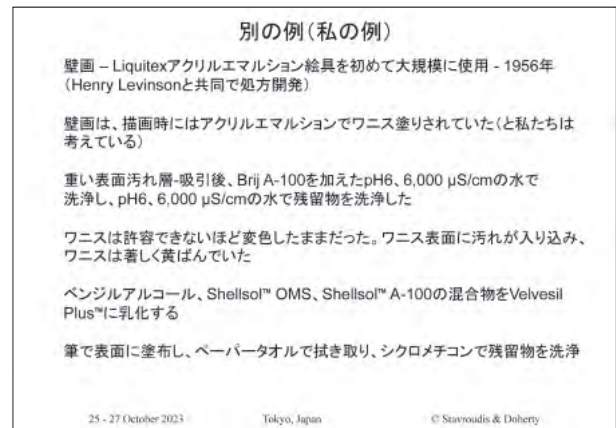 別の例（私の例）
壁画 – Liquitexアクリルエマルション絵具を初めて大規模に使用 - 1956年
（Henry Levinsonと共同で処方開発）
壁画は、描画時にはアクリルエマルションでワニス塗りされていた（と私たちは
考えている）
重い表面汚れ層-吸引後、Brij A-100を加えたpH6、6,000 µS/cmの水で
洗浄し、pH6、6,000 µS/cmの水で残留物を洗浄した
ワニスは許容できないほど変色したままだった。ワニス表面に汚れが入り込み、
ワニスは著しく黄ばんでいた
ベンジルアルコール、Shellsol™ OMS、Shellsol™ A-100の混合物をVelvesil
Plus™に乳化する
筆で表面に塗布し、ペーパータオルで拭き取り、シクロメチコンで残留物を洗浄
25 - 27 October 2023 Tokyo, Japan © Stavroudis & Doherty